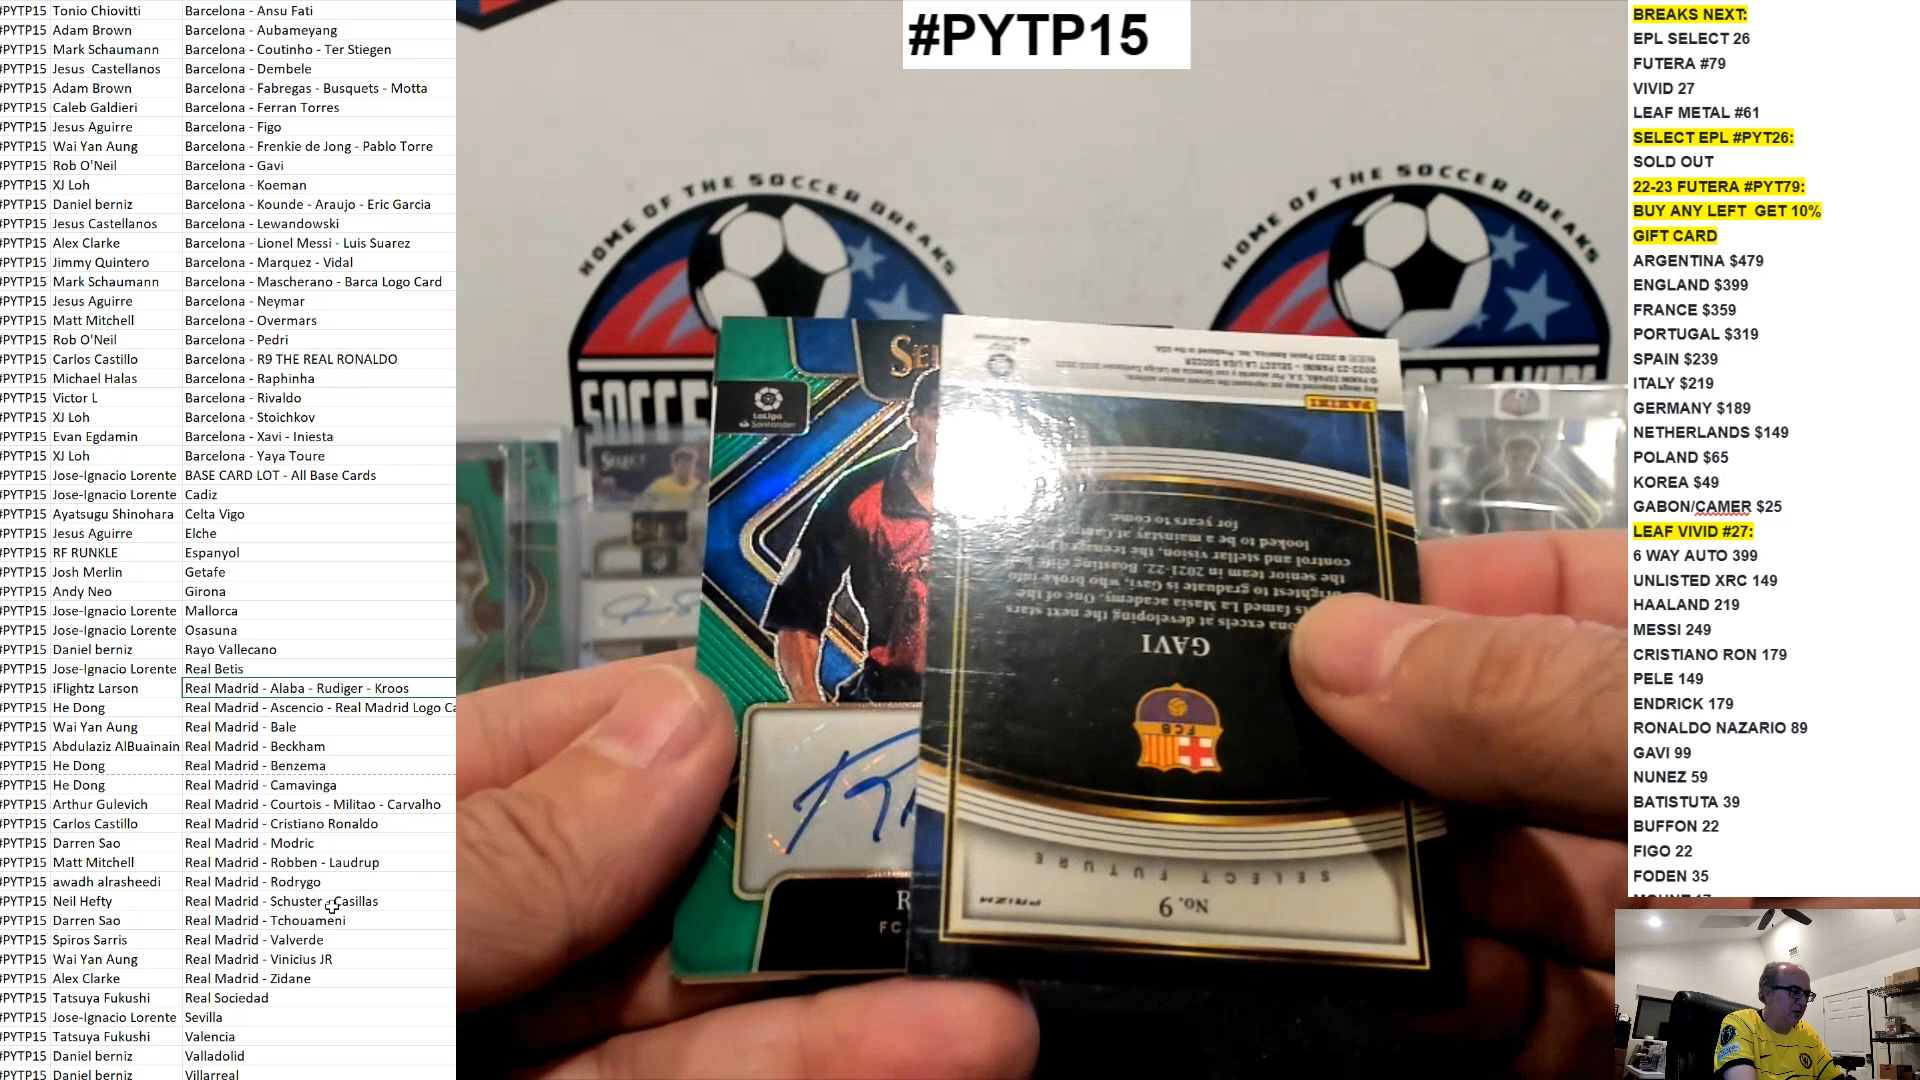 #PYTP15 Tonio Chiovitti Barcelona - Ansu Fati
#PYTP15 Adam Brown Barcelona - Aubameyang
#PYTP15 Mark Schaumann Barcelona - Coutinho - Ter Stiegen
#PYTP15 Jesus Castellanos Barcelona - Dembele
#PYTP15 Adam Brown Barcelona - Fabregas - Busquets - Motta
#PYTP15 Caleb Galdieri Barcelona - Ferran Torres
#PYTP15 Jesus Aguirre Barcelona - Figo
#PYTP15 Wai Yan Aung Barcelona - Frenkie de Jong - Pablo Torre
#PYTP15 Rob O'Neil Barcelona - Gavi
#PYTP15 XJ Loh Barcelona - Koeman
#PYTP15 Daniel berniz Barcelona - Kounde - Araujo - Eric Garcia
#PYTP15 Jesus Castellanos Barcelona - Lewandowski
#PYTP15 Alex Clarke Barcelona - Lionel Messi - Luis Suarez
#PYTP15 Jimmy Quintero Barcelona - Marquez - Vidal
#PYTP15 Mark Schaumann Barcelona - Mascherano - Barca Logo Card
#PYTP15 Jesus Aguirre Barcelona - Neymar
#PYTP15 Matt Mitchell Barcelona - Overmars
#PYTP15 Rob O'Neil Barcelona - Pedri
#PYTP15 Carlos Castillo Barcelona - R9 THE REAL RONALDO
#PYTP15 Michael Halas Barcelona - Raphinha
#PYTP15 Victor L Barcelona - Rivaldo
#PYTP15 XJ Loh Barcelona - Stoichkov
#PYTP15 Evan Egdamin Barcelona - Xavi - Iniesta
#PYTP15 XJ Loh Barcelona - Yaya Toure
#PYTP15 Jose-Ignacio Lorente BASE CARD LOT - All Base Cards
#PYTP15 Jose-Ignacio Lorente Cadiz
#PYTP15 Ayatsugu Shinohara Celta Vigo
#PYTP15 Jesus Aguirre Elche
#PYTP15 RF RUNKLE Espanyol
#PYTP15 Josh Merlin Getafe
#PYTP15 Andy Neo Girona
#PYTP15 Jose-Ignacio Lorente Mallorca
#PYTP15 Jose-Ignacio Lorente Osasuna
#PYTP15 Daniel berniz Rayo Vallecano
#PYTP15 Jose-Ignacio Lorente Real Betis
#PYTP15 iFlightz Larson Real Madrid - Alaba - Rudiger - Kroos
#PYTP15 He Dong Real Madrid - Ascencio - Real Madrid Logo Ca
#PYTP15 Wai Yan Aung Real Madrid - Bale
#PYTP15 Abdulaziz AlBuainain Real Madrid - Beckham
#PYTP15 He Dong Real Madrid - Benzema
#PYTP15 He Dong Real Madrid - Camavinga
#PYTP15 Arthur Gulevich Real Madrid - Courtois - Militao - Carvalho
#PYTP15 Carlos Castillo Real Madrid - Cristiano Ronaldo
#PYTP15 Darren Sao Real Madrid - Modric
#PYTP15 Matt Mitchell Real Madrid - Robben - Laudrup
#PYTP15 awadh alrasheedi Real Madrid - Rodrygo
#PYTP15 Neil Hefty Real Madrid - Schuster - Casillas
#PYTP15 Darren Sao Real Madrid - Tchouameni
#PYTP15 Spiros Sarris Real Madrid - Valverde
#PYTP15 Wai Yan Aung Real Madrid - Vinicius JR
#PYTP15 Alex Clarke Real Madrid - Zidane
#PYTP15 Tatsuya Fukushi Real Sociedad
#PYTP15 Jose-Ignacio Lorente Sevilla
#PYTP15 Tatsuya Fukushi Valencia
#PYTP15 Daniel berniz Valladolid
#PYTP15 Daniel berniz Villarreal
#PYTP15
HOME OF THE SOCCER BREAKS
HOME OF THE SOCCER BREAKS
SOCC
SELECT
LaLiga
Santander
FC
PANINI
GAVI
FCB
SELECT FUTURE
No. 9
PRIZM
BREAKS NEXT:
EPL SELECT 26
FUTERA #79
VIVID 27
LEAF METAL #61
SELECT EPL #PYT26:
SOLD OUT
22-23 FUTERA #PYT79:
BUY ANY LEFT GET 10%
GIFT CARD
ARGENTINA $479
ENGLAND $399
FRANCE $359
PORTUGAL $319
SPAIN $239
ITALY $219
GERMANY $189
NETHERLANDS $149
POLAND $65
KOREA $49
GABON/CAMER $25
LEAF VIVID #27:
6 WAY AUTO 399
UNLISTED XRC 149
HAALAND 219
MESSI 249
CRISTIANO RON 179
PELE 149
ENDRICK 179
RONALDO NAZARIO 89
GAVI 99
NUNEZ 59
BATISTUTA 39
BUFFON 22
FIGO 22
FODEN 35